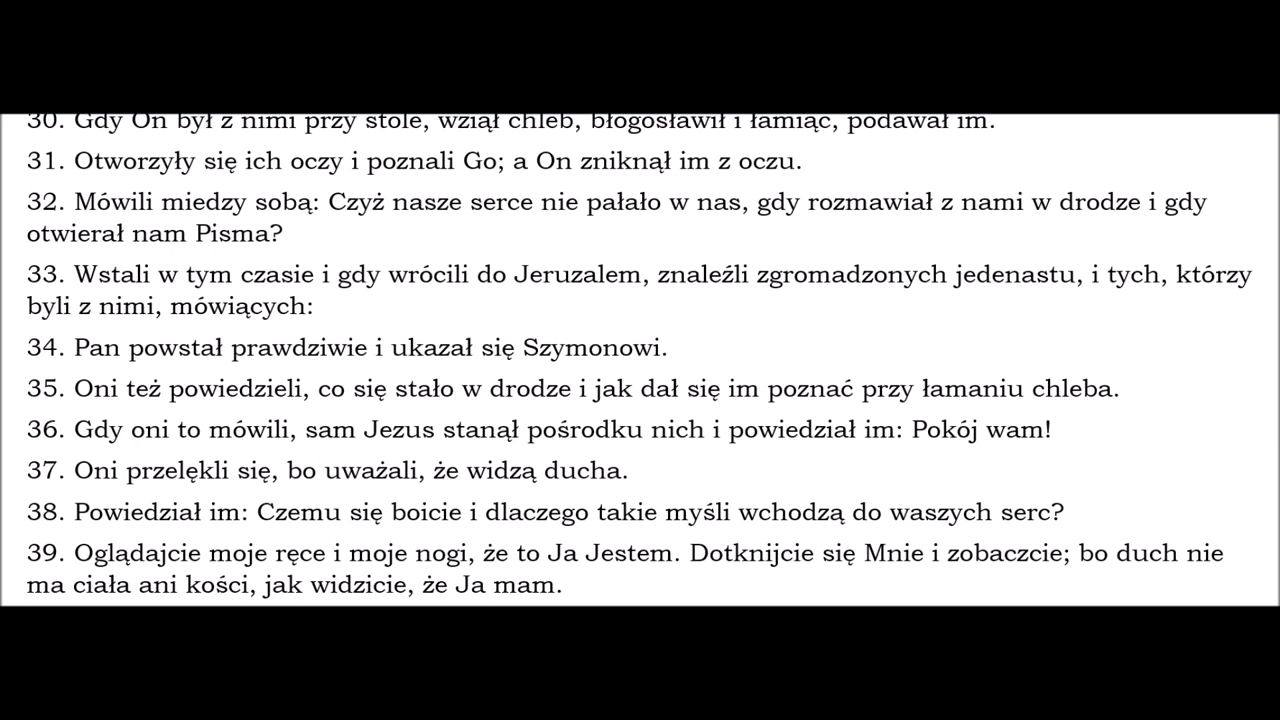 30. Gdy On był z nimi przy stole, wziął chleb, błogosławił i łamiąc, podawał im.
31. Otworzyły się ich oczy i poznali Go; a On zniknął im z oczu.
32. Mówili miedzy sobą: Czyż nasze serce nie pałało w nas, gdy rozmawiał z nami w drodze i gdy
otwierał nam Pisma?
33. Wstali w tym czasie i gdy wrócili do Jeruzalem, znaleźli zgromadzonych jedenastu, i tych, którzy
byli z nimi, mówiących:
34. Pan powstał prawdziwie i ukazał się Szymonowi.
35. Oni też powiedzieli, co się stało w drodze i jak dał się im poznać przy łamaniu chleba.
36. Gdy oni to mówili, sam Jezus stanął pośrodku nich i powiedział im: Pokój wam!
37. Oni przelękli się, bo uważali, że widzą ducha.
38. Powiedział im: Czemu się boicie i dlaczego takie myśli wchodzą do waszych serc?
39. Oglądajcie moje ręce i moje nogi, że to Ja Jestem. Dotknijcie się Mnie i zobaczcie; bo duch nie
ma ciała ani kości, jak widzicie, że Ja mam.